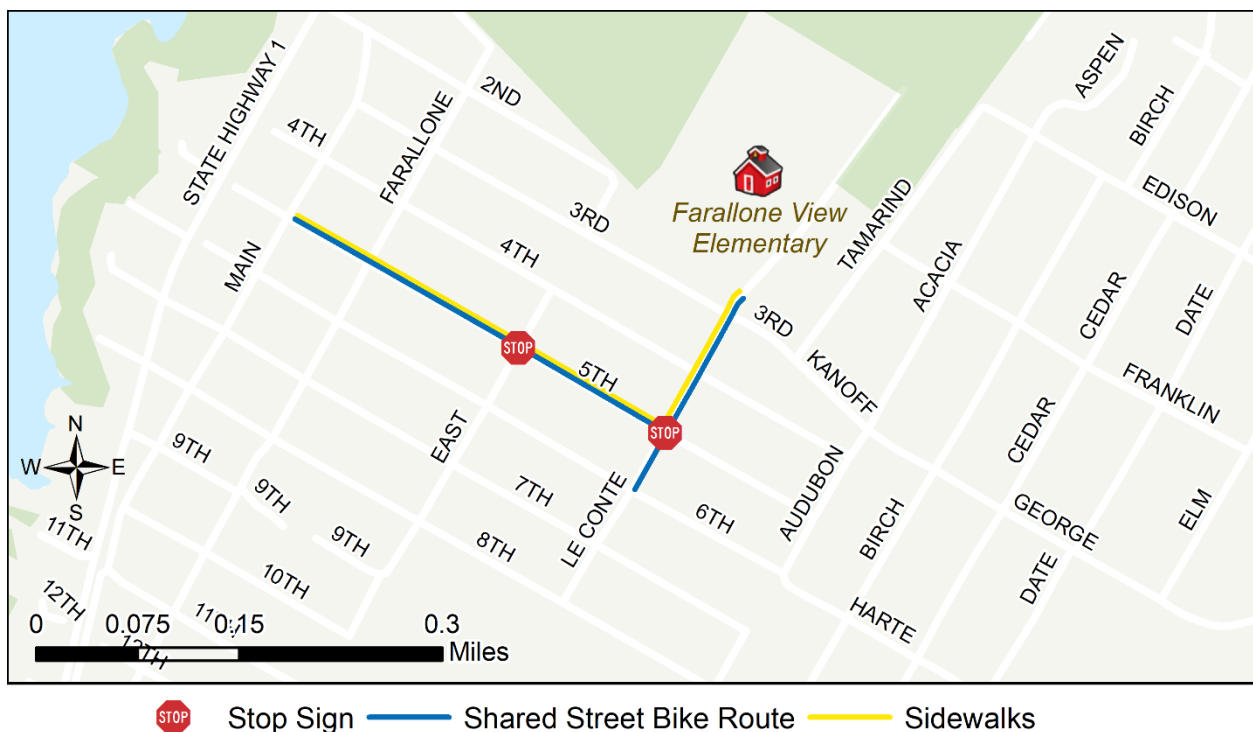 ASPEN
BIRCH
2ND
STATE HIGHWAY 1
4TH
FARALLONE
EDISON
3RD
Farallone View
Elementary
TAMARIND
4TH
ACACIA
MAIN
CEDAR
DATE
3RD
KANOFF
STOP
5TH
FRANKLIN
STOP
N
W
E
S
EAST
9TH
CEDAR
9TH
7TH
LE CONTE
6TH
AUDUBON
BIRCH
GEORGE
ELM
11TH
9TH
8TH
10TH
DATE
12TH
HARTE
0 0.075 0.15 0.3
Miles
12TH
STOP Stop Sign Shared Street Bike Route Sidewalks